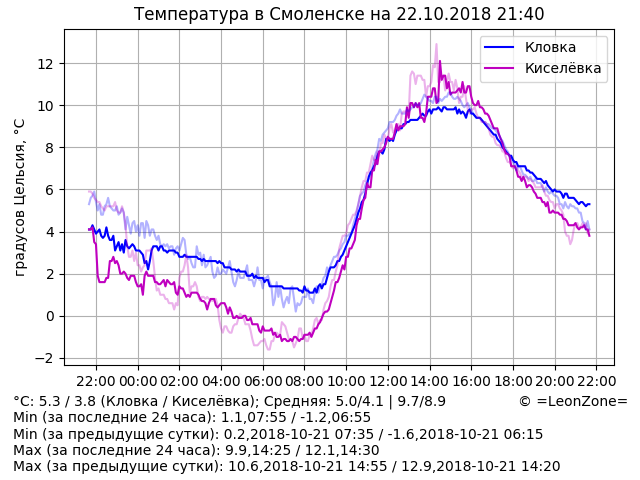 Температура в Смоленске на 22.10.2018 21:40
Кловка
Киселёвка
градусов Цельсия, °C
12
10
8
6
4
2
0
−2
22:00 00:00 02:00 04:00 06:00 08:00 10:00 12:00 14:00 16:00 18:00 20:00 22:00
°C: 5.3 / 3.8 (Кловка / Киселёвка); Средняя: 5.0/4.1 | 9.7/8.9 © =LeonZone=
Min (за последние 24 часа): 1.1,07:55 / -1.2,06:55
Min (за предыдущие сутки): 0.2,2018-10-21 07:35 / -1.6,2018-10-21 06:15
Max (за последние 24 часа): 9.9,14:25 / 12.1,14:30
Max (за предыдущие сутки): 10.6,2018-10-21 14:55 / 12.9,2018-10-21 14:20